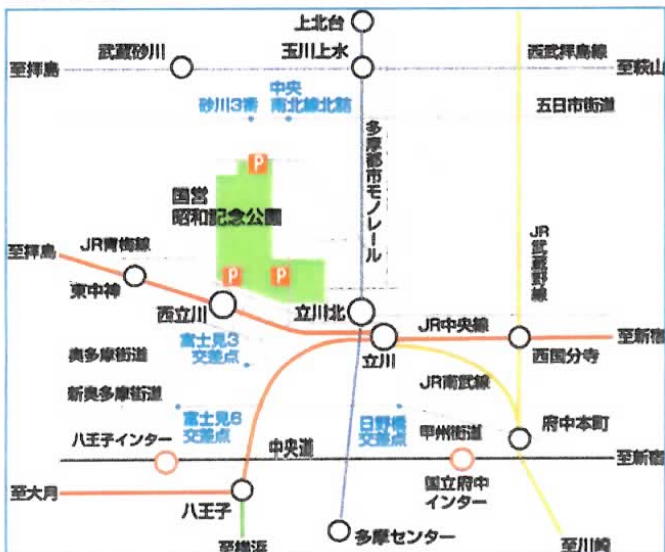 上北台
武蔵砂川
玉川上水
西武拝島線
至拝島
至萩山
砂川3番
中央
南北線北詰
五日市街道
P
国営
昭和記念公園
多摩都市モノレール
至拝島
JR青梅線
JR武蔵野線
東中神
P
P
西立川
立川北
JR中央線
至新宿
立川
西国分寺
奥多摩街道
富士見3
交差点
JR南武線
新奥多摩街道
富士見6
交差点
日野橋
交差点
甲州街道
府中本町
八王子インター
中央道
至新宿
国立府中
インター
至大月
八王子
多摩センター
至横浜
至川崎